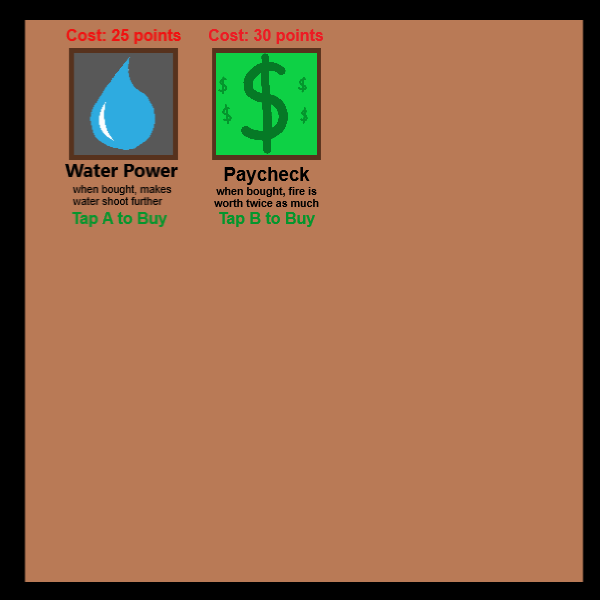 Cost: 25 points
Water Power
when bought, makes
water shoot further
Tap A to Buy
Cost: 30 points
$
$
$
$
$
Paycheck
when bought, fire is
worth twice as much
Tap B to Buy